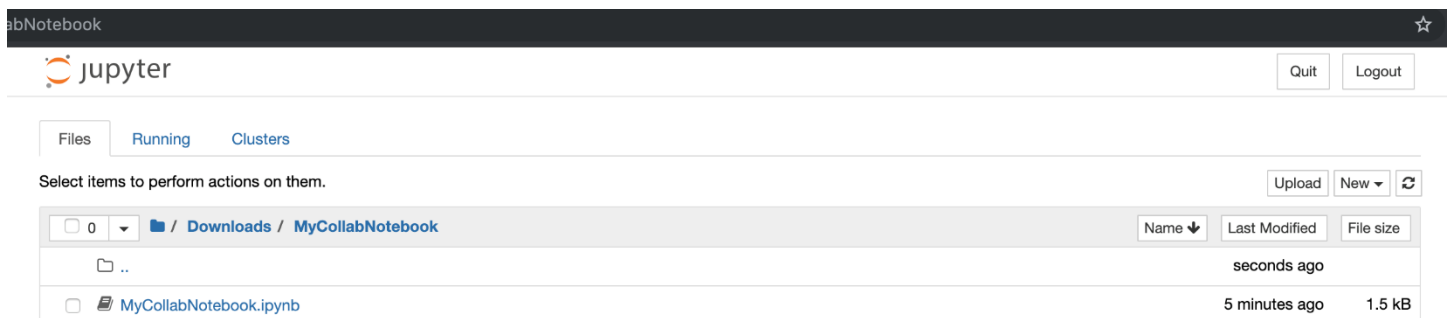 abNotebook
jupyter
Quit Logout
Files Running Clusters
Select items to perform actions on them.
Upload New
0 / Downloads / MyCollabNotebook Name Last Modified File size
.. seconds ago
MyCollabNotebook.ipynb 5 minutes ago 1.5 kB